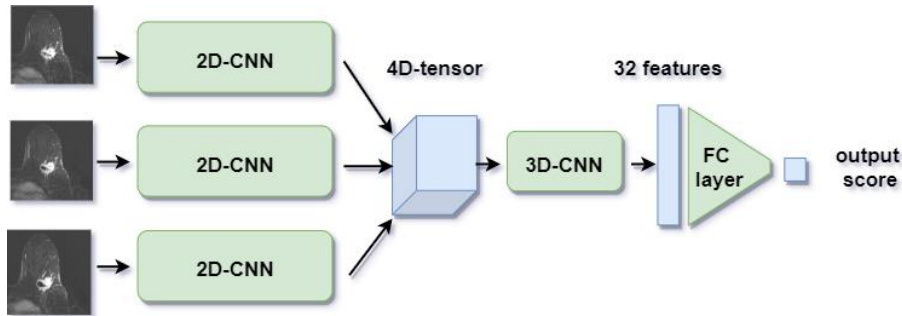 2D-CNN
4D-tensor
32 features
2D-CNN
3D-CNN
FC
layer
output
score
2D-CNN